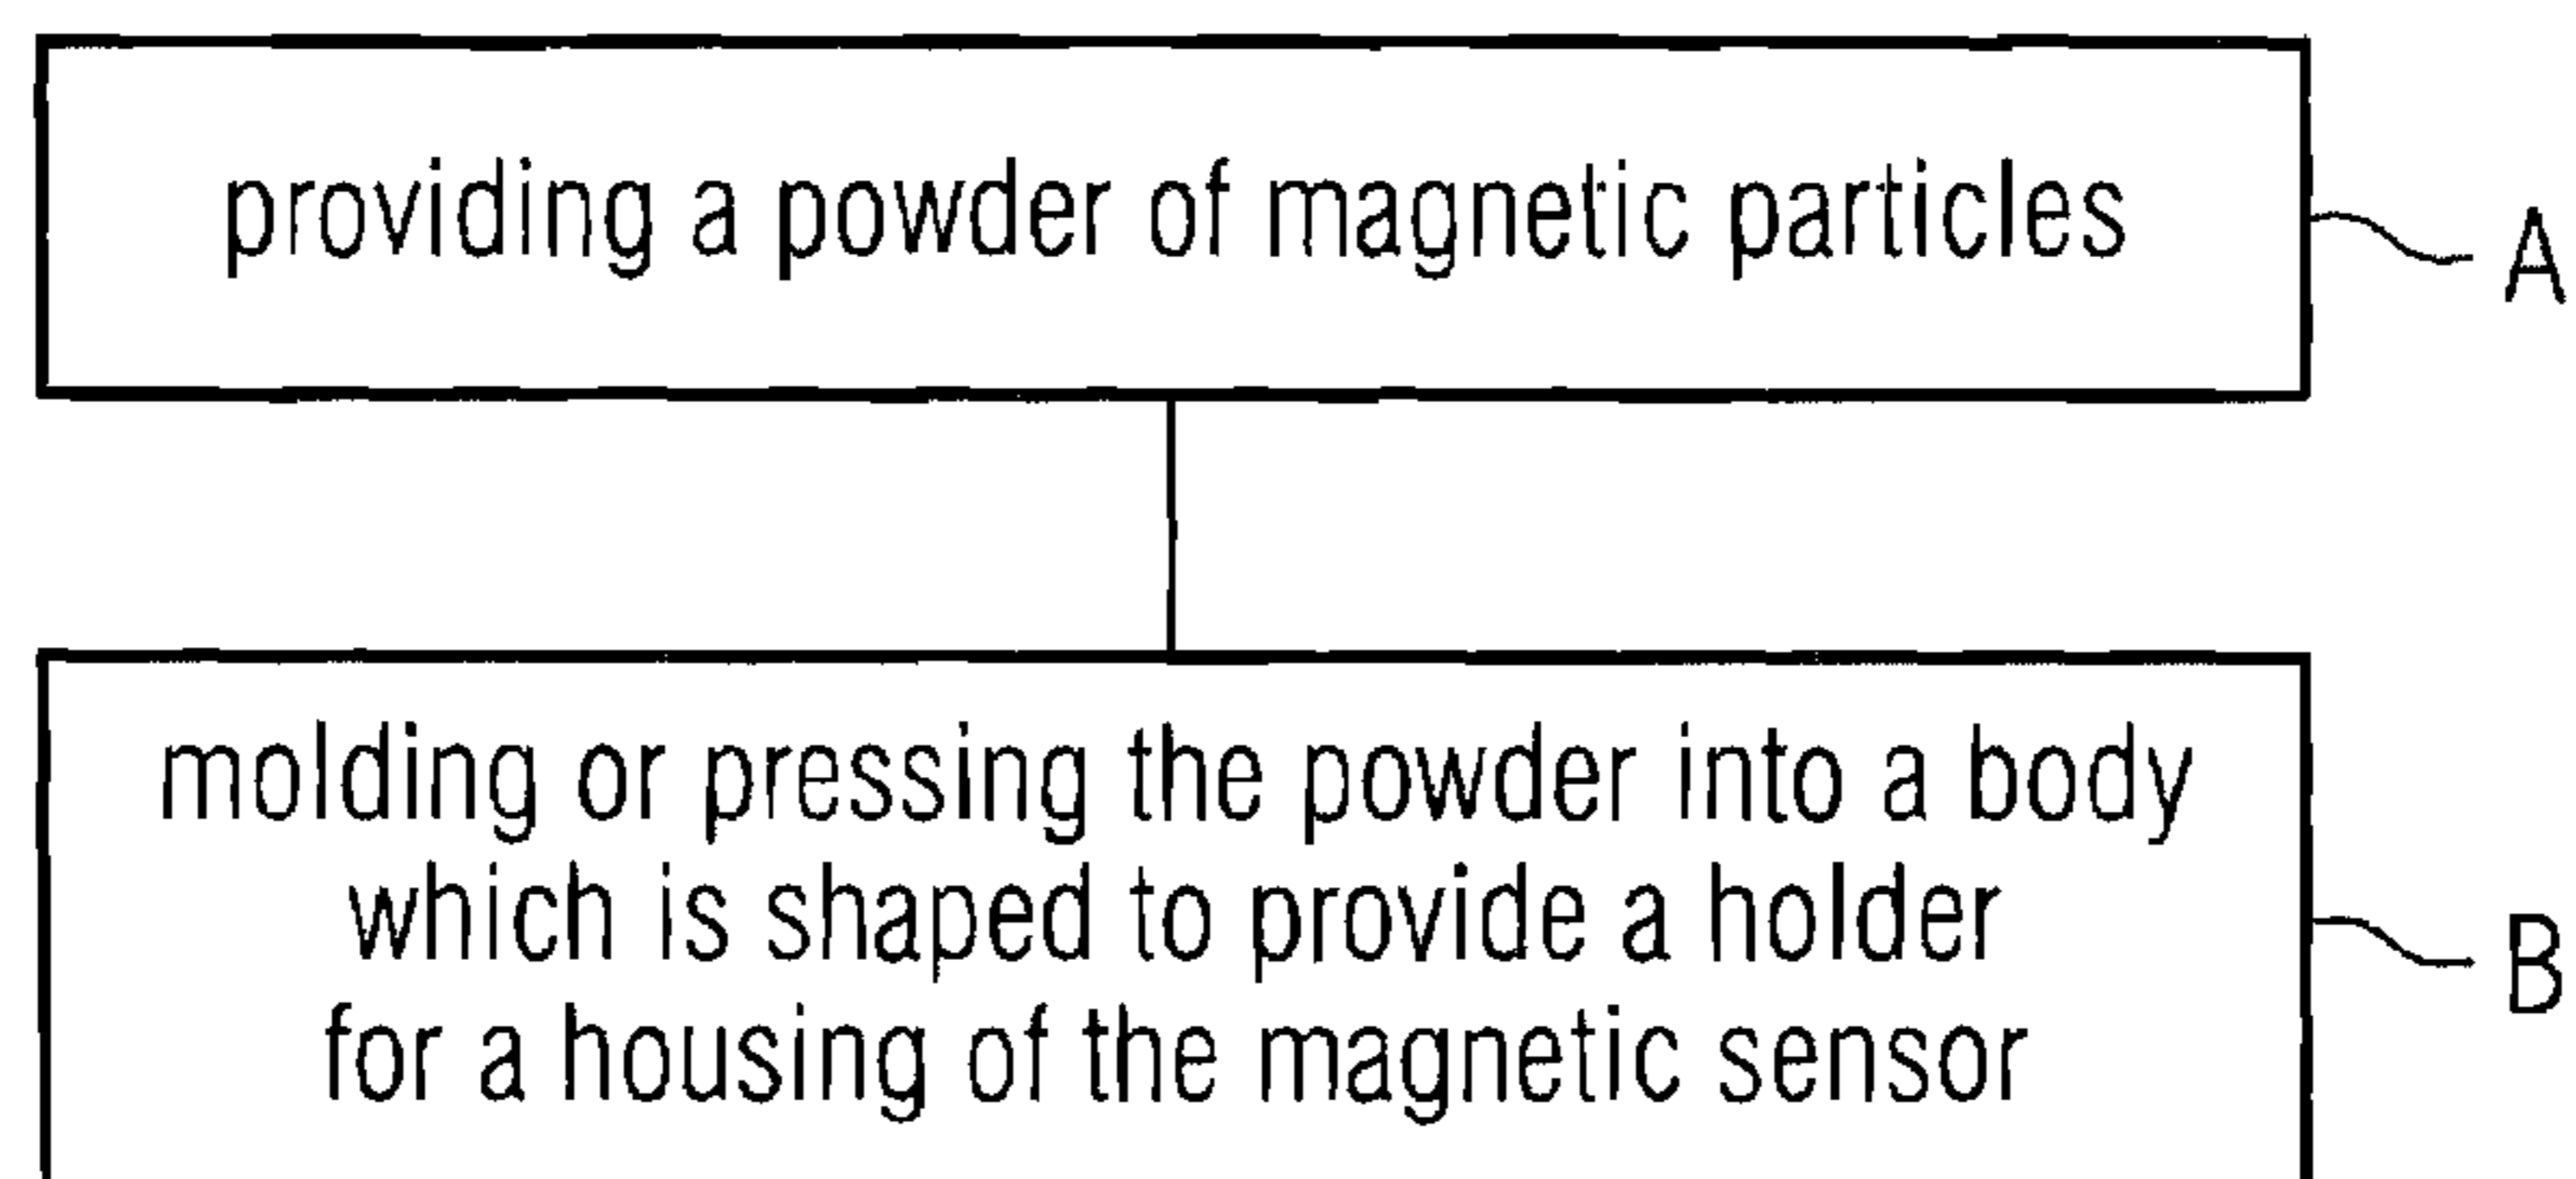 providing a powder of magnetic particles
A
molding or pressing the powder into a body
which is shaped to provide a holder
for a housing of the magnetic sensor
B